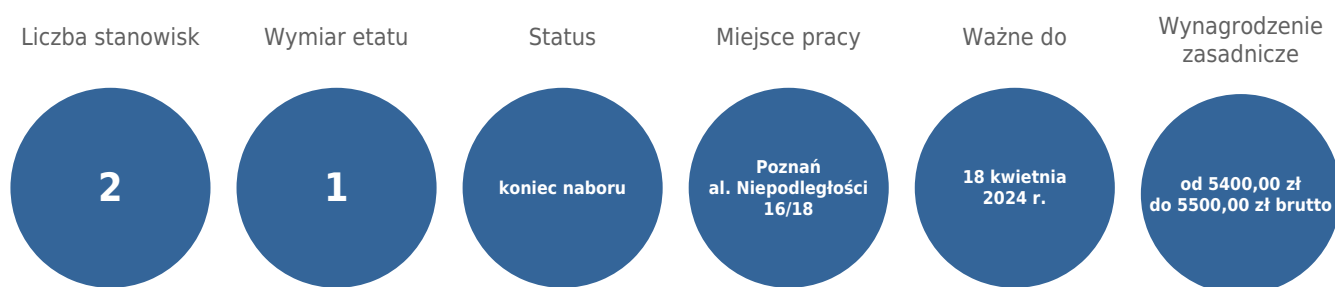 Liczba stanowisk
2
Wymiar etatu
1
Status
koniec naboru
Miejsce pracy
Poznań
al. Niepodległości
16/18
Ważne do
18 kwietnia
2024 r.
Wynagrodzenie
zasadnicze
od 5400,00 zł
do 5500,00 zł brutto